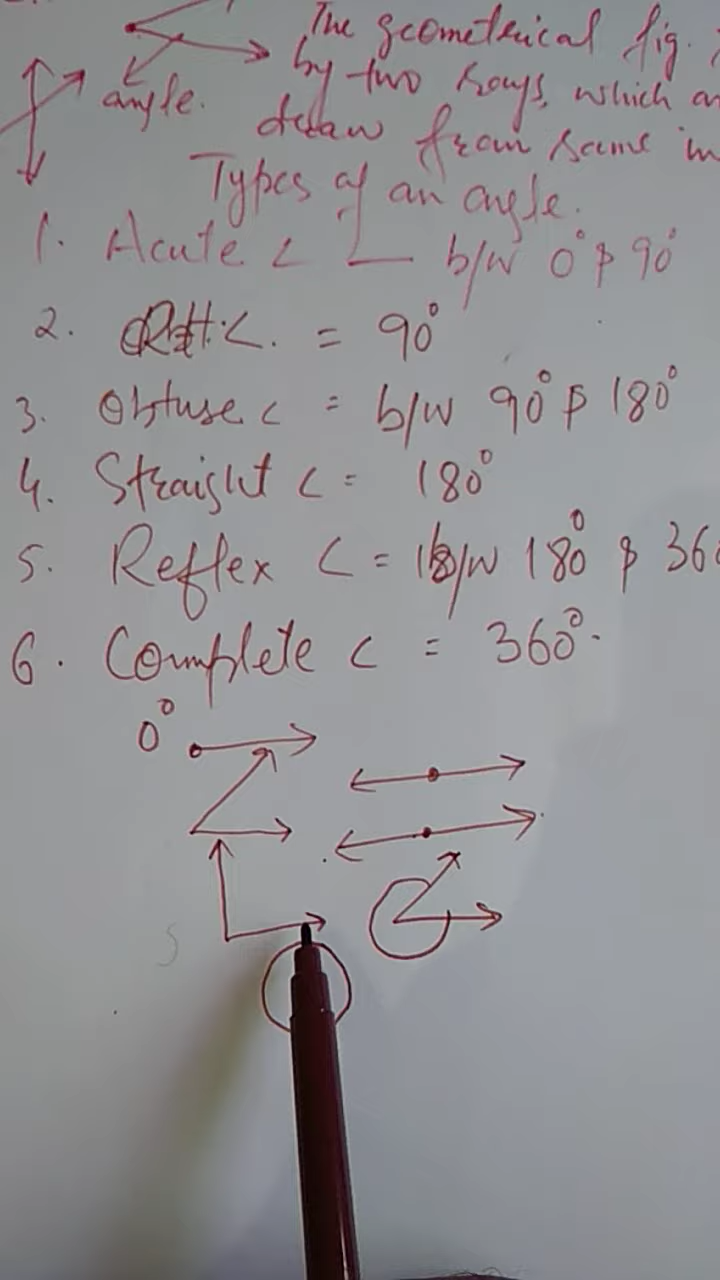 The geometrical fig.
by two rays, which
angle.
draw from same
Types of an angle.
1. Acute < b/w 0° & 90°
2. Rt. <. = 90°
3. Obtuse < = b/w 90° & 180°
4. Straight < = 180°
5. Reflex < = b/w 180° & 36
6. Complete < = 360°.
0°